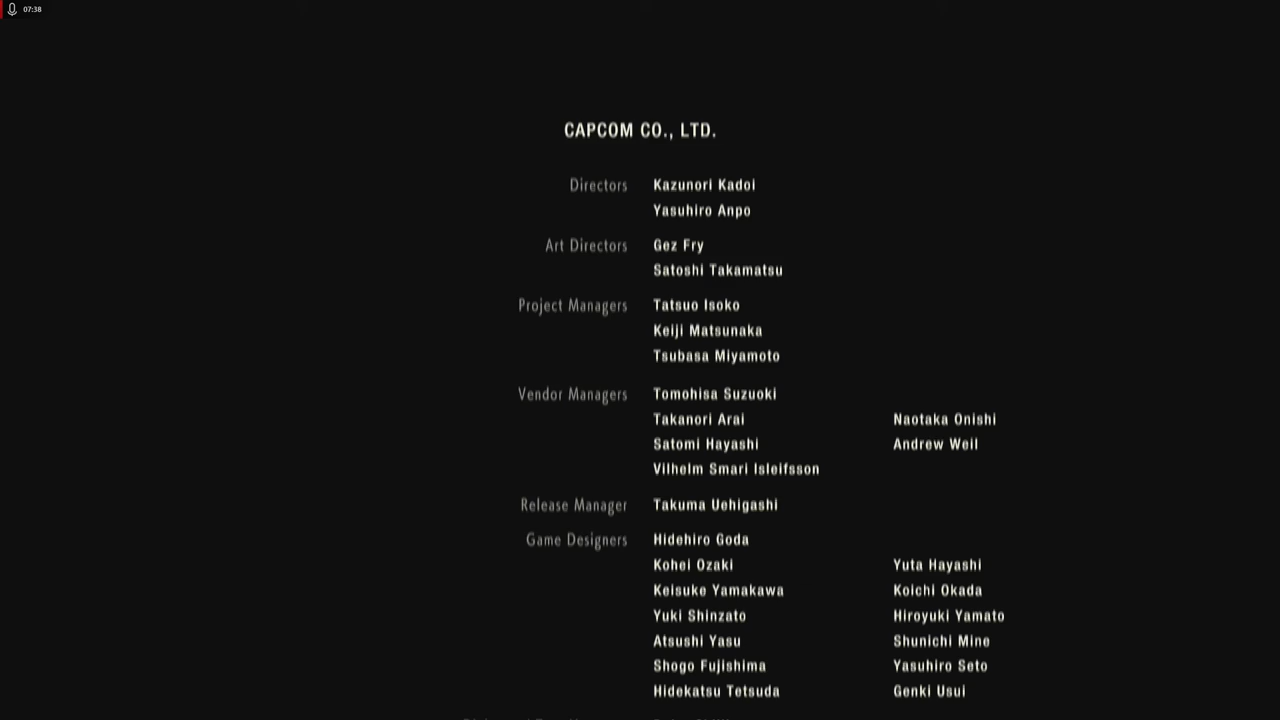 07:38
CAPCOM CO., LTD.
Directors Kazunori Kadoi
Yasuhiro Anpo
Art Directors Gez Fry
Satoshi Takamatsu
Project Managers Tatsuo Isoko
Keiji Matsunaka
Tsubasa Miyamoto
Vendor Managers Tomohisa Suzuoki
Takanori Arai Naotaka Onishi
Satomi Hayashi Andrew Weil
Vilhelm Smari Isleifsson
Release Manager Takuma Uehigashi
Game Designers Hidehiro Goda
Kohei Ozaki Yuta Hayashi
Keisuke Yamakawa Koichi Okada
Yuki Shinzato Hiroyuki Yamato
Atsushi Yasu Shunichi Mine
Shogo Fujishima Yasuhiro Seto
Hidekatsu Tetsuda Genki Usui